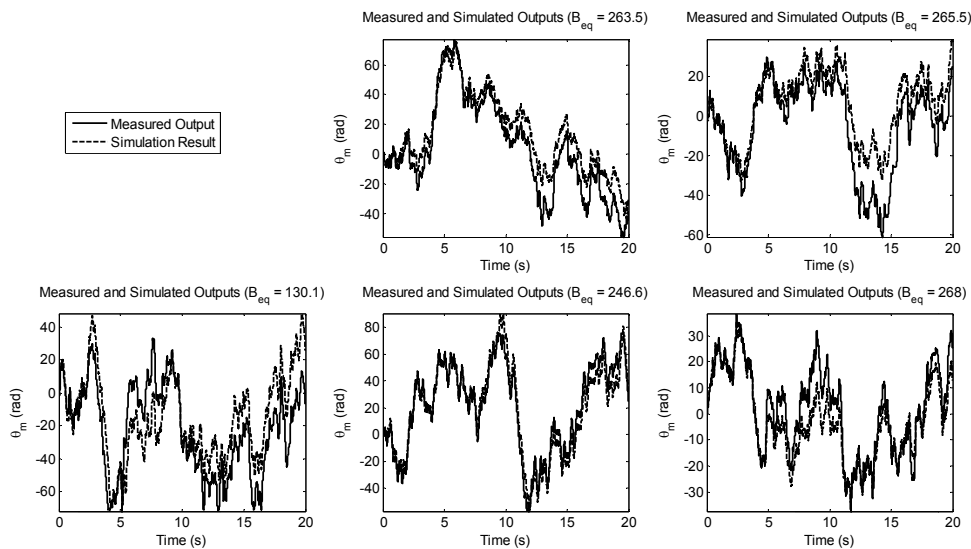 Measured and Simulated Outputs (B_eq = 263.5)
60
40
20
0
-20
-40
θ_m (rad)
0 5 10 15 20
Time (s)
Measured and Simulated Outputs (B_eq = 265.5)
20
0
-20
-40
-60
θ_m (rad)
0 5 10 15 20
Time (s)
Measured Output
Simulation Result
Measured and Simulated Outputs (B_eq = 130.1)
40
20
0
-20
-40
-60
θ_m (rad)
0 5 10 15 20
Time (s)
Measured and Simulated Outputs (B_eq = 246.6)
80
60
40
20
0
-20
-40
θ_m (rad)
0 5 10 15 20
Time (s)
Measured and Simulated Outputs (B_eq = 268)
30
20
10
0
-10
-20
-30
θ_m (rad)
0 5 10 15 20
Time (s)